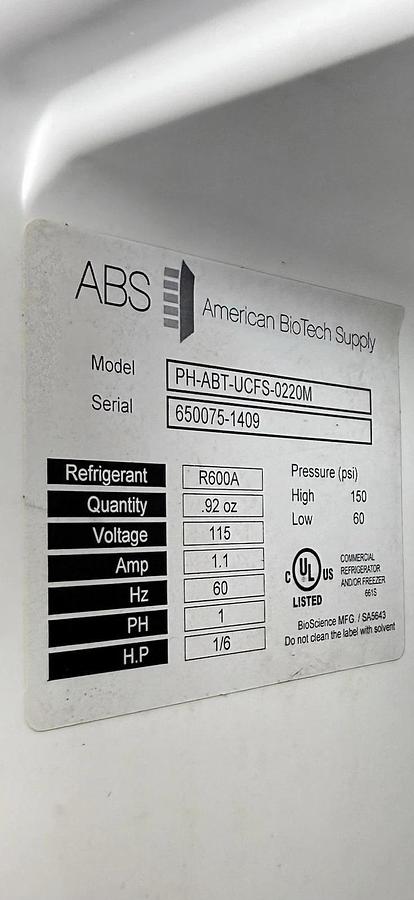 ABS American BioTech Supply
Model PH-ABT-UCFS-0220M
Serial 650075-1409
Refrigerant R600A
Quantity .92 oz
Voltage 115
Amp 1.1
Hz 60
PH 1
H.P 1/6
Pressure (psi)
High 150
Low 60
C UL US
LISTED
COMMERCIAL
REFRIGERATOR
AND/OR FREEZER
661S
BioScience MFG / SA5643
Do not clean the label with solvent